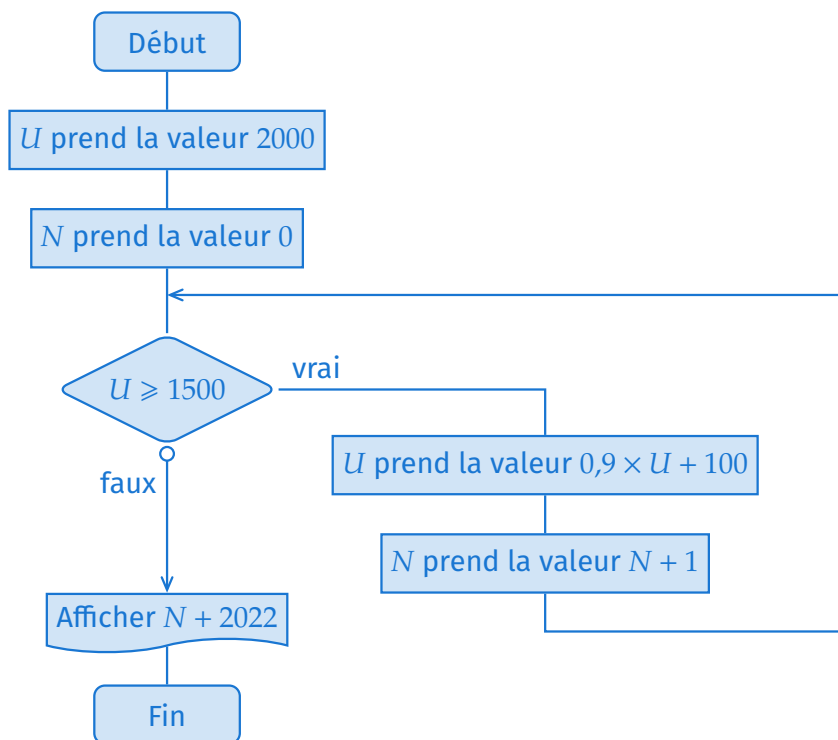 Début
U prend la valeur 2000
N prend la valeur 0
U ⩾ 1500
vrai
U prend la valeur 0,9 × U + 100
N prend la valeur N + 1
faux
Afficher N + 2022
Fin